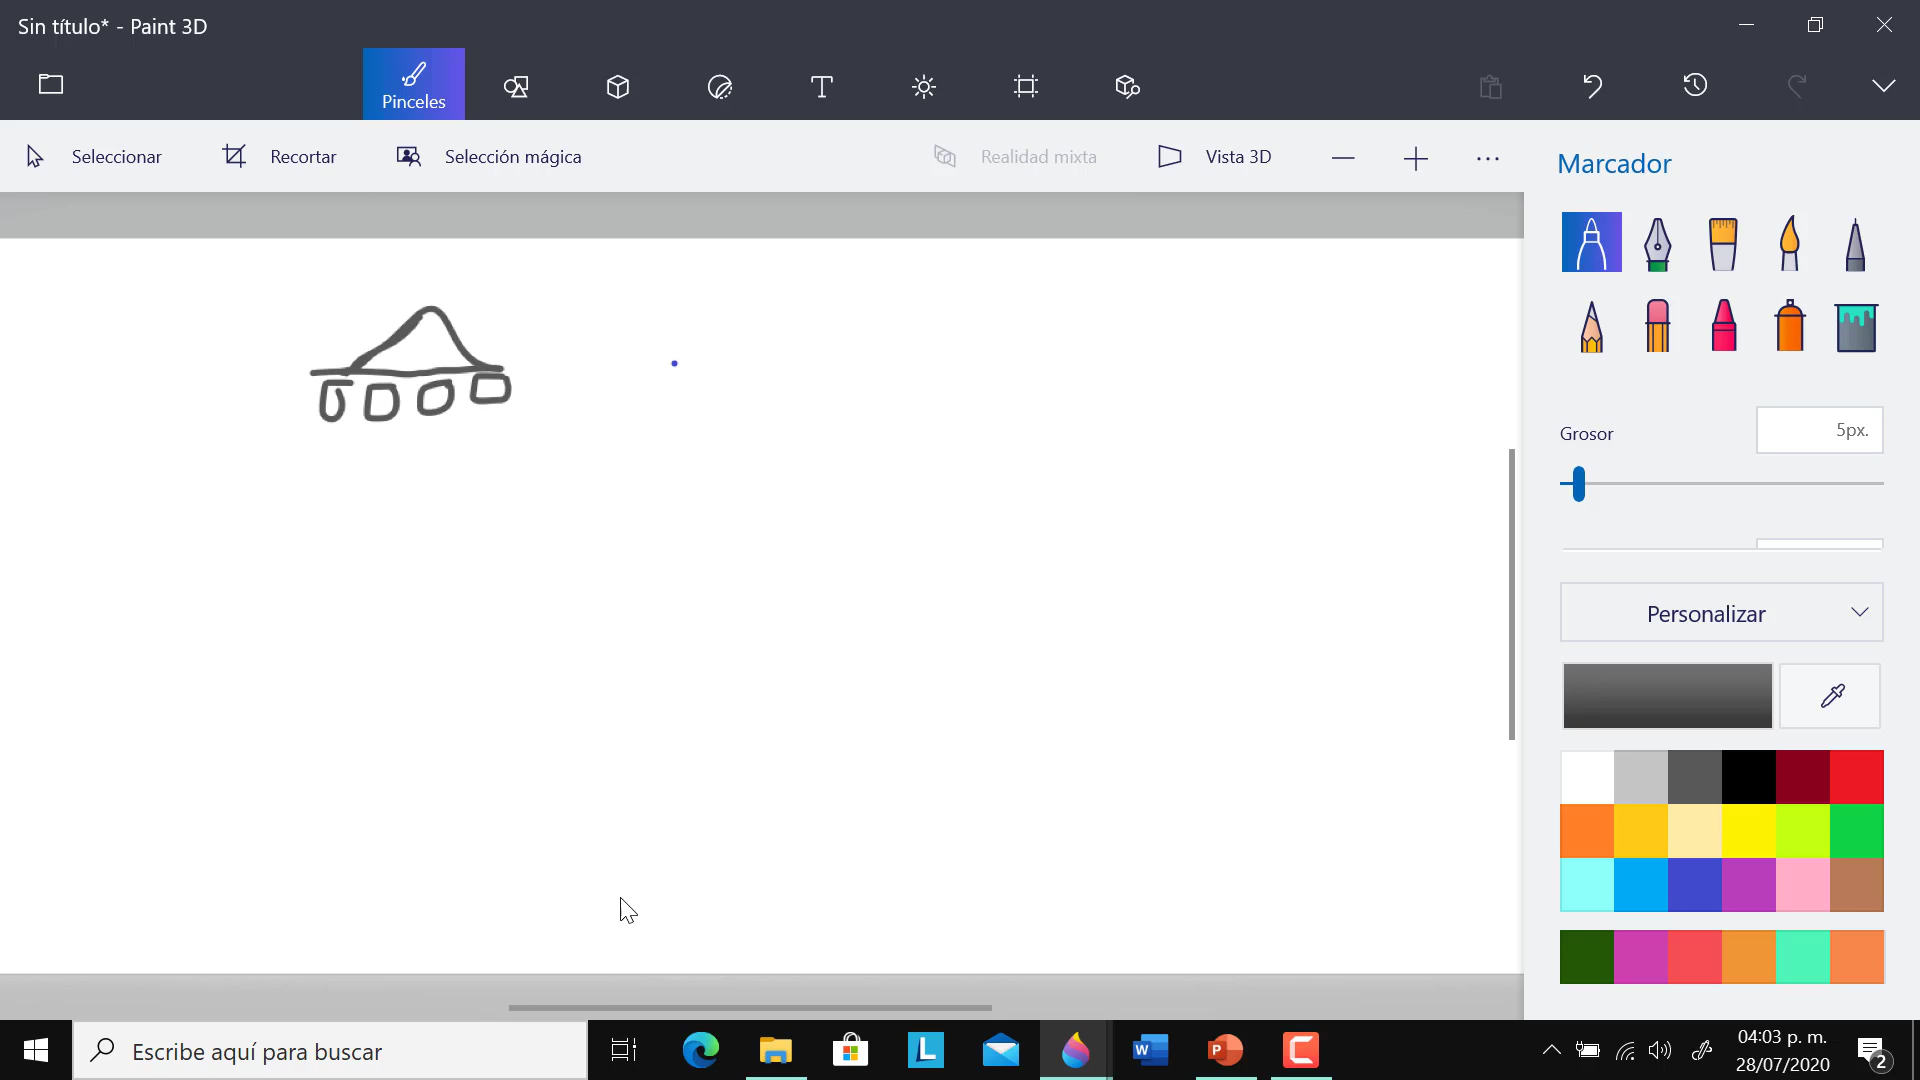 Sin título* - Paint 3D
Pinceles
Seleccionar Recortar Selección mágica Realidad mixta Vista 3D
Marcador
Grosor 5px.
Personalizar
Escribe aquí para buscar
04:03 p. m.
28/07/2020
2